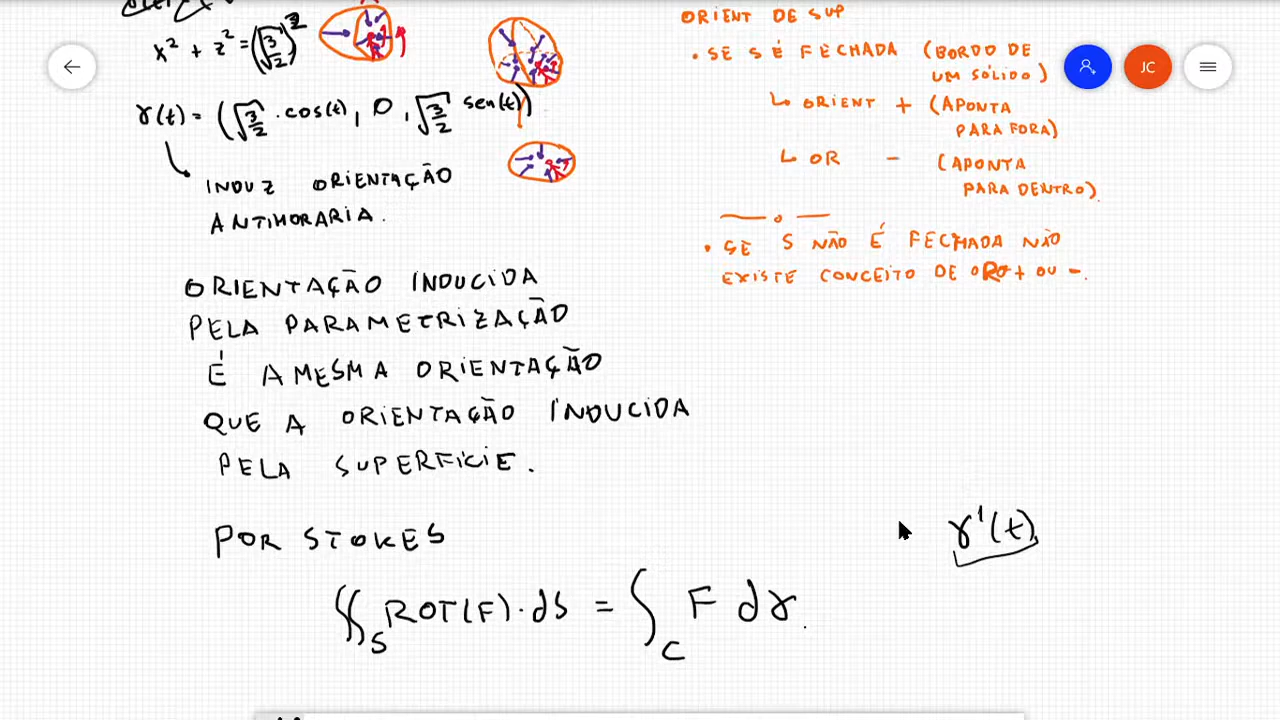 x² + z² = (√3/√2)²
γ(t) = (√3/2 · cos(t), 0, √3/2 sen(t))
INDUZ ORIENTAÇÃO
ANTIHORARIA.
ORIENTAÇÃO INDUCIDA
PELA PARAMETRIZAÇÃO
É A MESMA ORIENTAÇÃO
QUE A ORIENTAÇÃO INDUCIDA
PELA SUPERFÍCIE.
POR STOKES
∬_S ROT(F)·dS = ∫_C F dγ.
γ'(t)
ORIENT DE SUP
• SE S É FECHADA (BORDO DE
UM SÓLIDO)
↳ ORIENT + (APONTA
PARA FORA)
↳ OR − (APONTA
PARA DENTRO).
• SE S NÃO É FECHADA NÃO
EXISTE CONCEITO DE OR + OU −.
JC